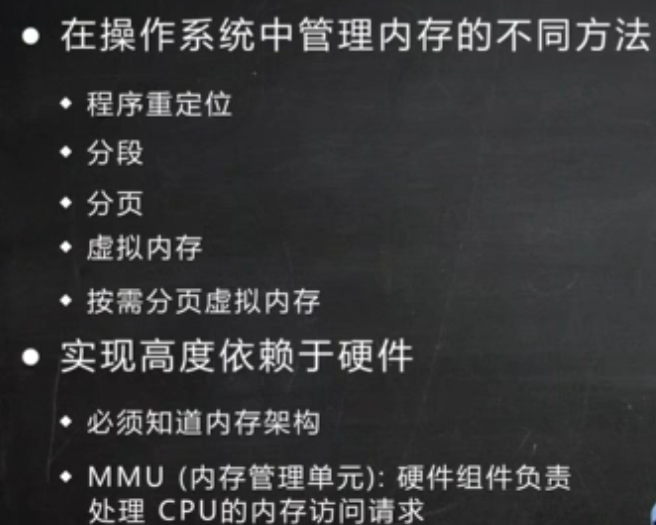 ● 在操作系统中管理内存的不同方法
◆ 程序重定位
◆ 分段
◆ 分页
◆ 虚拟内存
◆ 按需分页虚拟内存
● 实现高度依赖于硬件
◆ 必须知道内存架构
◆ MMU (内存管理单元): 硬件组件负责
处理 CPU的内存访问请求